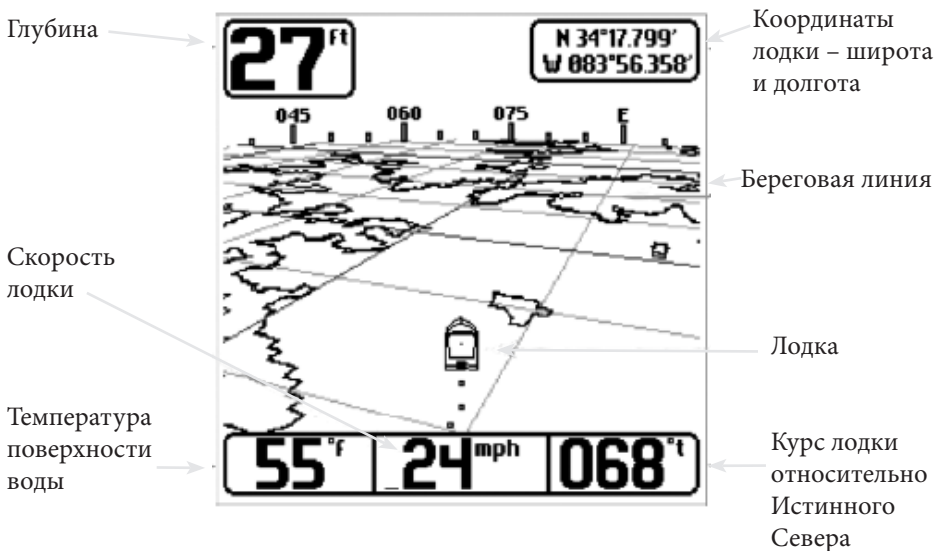 Глубина
27 Ft
N 34°17.799'
W 083°56.358'
Координаты
лодки – широта
и долгота
045 060 075 E
Береговая линия
Скорость
лодки
Лодка
Температура
поверхности
воды
55 °f
_24 mph
068 °t
Курс лодки
относительно
Истинного
Севера